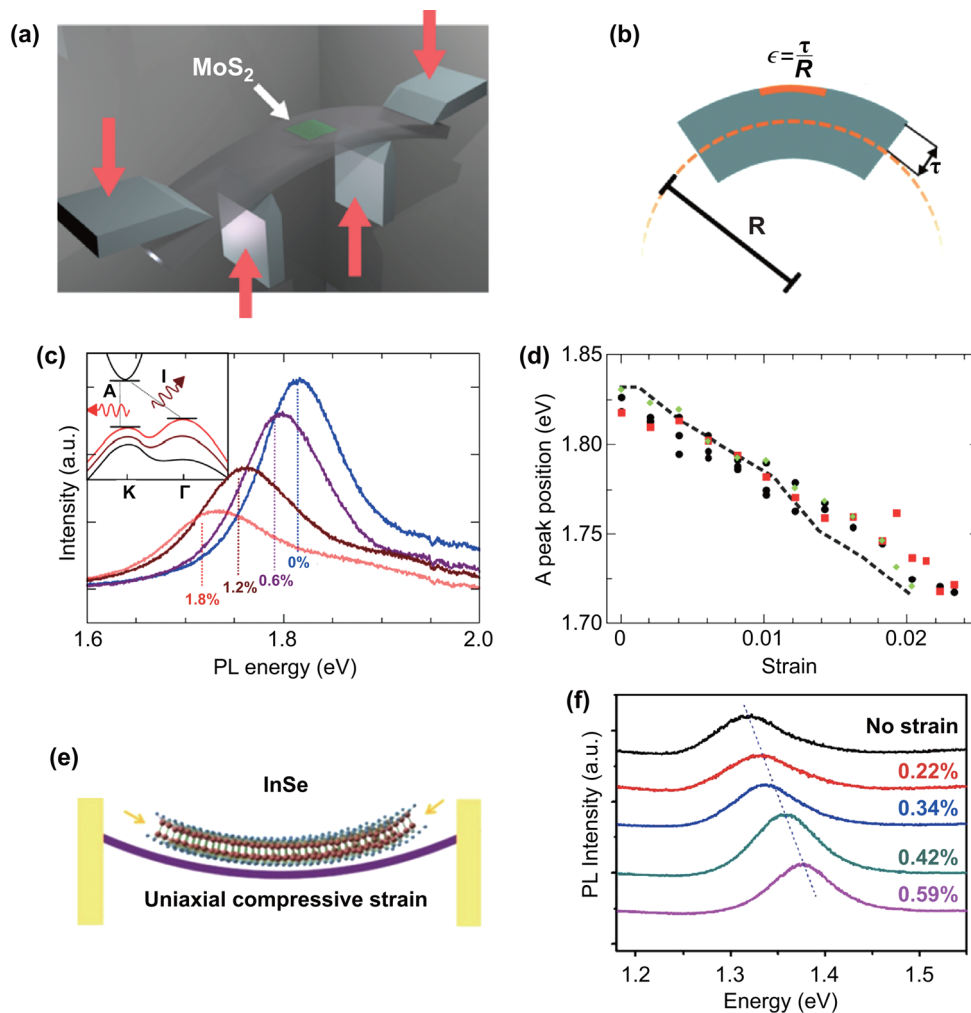 (a)
MoS₂
(b)
ϵ = τ/R
τ
R
(c)
Intensity (a.u.)
A
I
K
Γ
0%
0.6%
1.2%
1.8%
1.6
1.8
2.0
PL energy (eV)
(d)
A peak position (eV)
1.85
1.80
1.75
1.70
0
0.01
0.02
Strain
(e)
InSe
Uniaxial compressive strain
(f)
PL Intensity (a.u.)
No strain
0.22%
0.34%
0.42%
0.59%
1.2
1.3
1.4
1.5
Energy (eV)